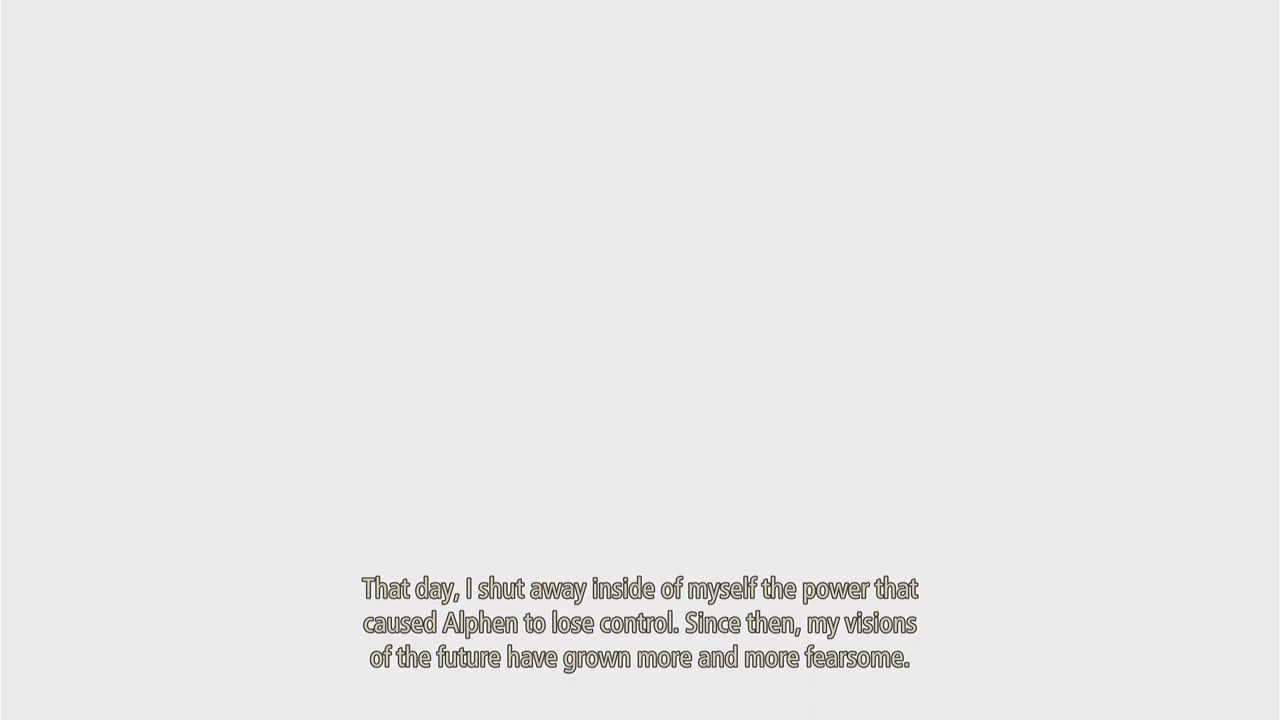 That day, I shut away inside of myself the power that
caused Alphen to lose control. Since then, my visions
of the future have grown more and more fearsome.